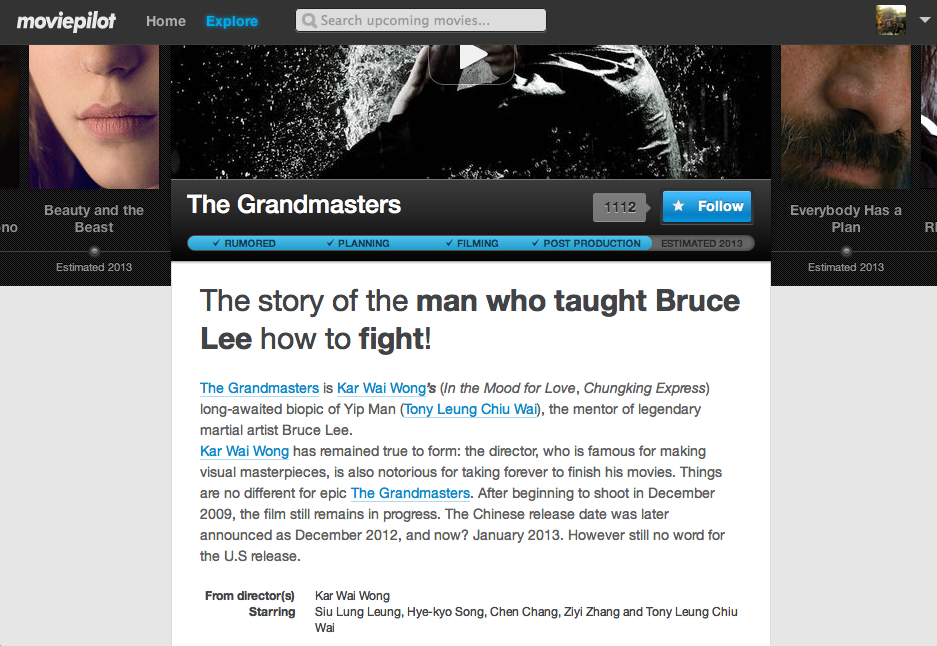 moviepilot Home Explore Search upcoming movies...
Beauty and the
Beast
Estimated 2013
The Grandmasters 1112 Follow
✓ RUMORED ✓ PLANNING ✓ FILMING ✓ POST PRODUCTION ESTIMATED 2013
Everybody Has a
Plan
Estimated 2013
The story of the man who taught Bruce
Lee how to fight!
The Grandmasters is Kar Wai Wong's (In the Mood for Love, Chungking Express)
long-awaited biopic of Yip Man (Tony Leung Chiu Wai), the mentor of legendary
martial artist Bruce Lee.
Kar Wai Wong has remained true to form: the director, who is famous for making
visual masterpieces, is also notorious for taking forever to finish his movies. Things
are no different for epic The Grandmasters. After beginning to shoot in December
2009, the film still remains in progress. The Chinese release date was later
announced as December 2012, and now? January 2013. However still no word for
the U.S release.
From director(s) Kar Wai Wong
Starring Siu Lung Leung, Hye-kyo Song, Chen Chang, Ziyi Zhang and Tony Leung Chiu
Wai